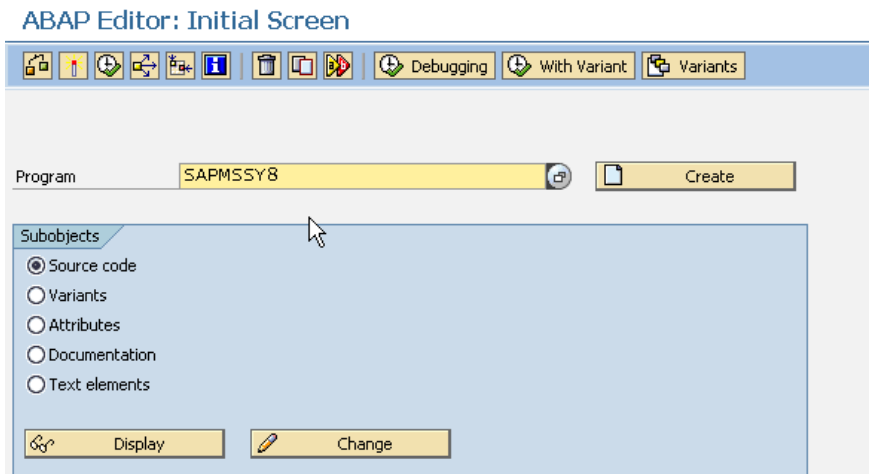 ABAP Editor: Initial Screen
Debugging With Variant Variants
Program SAPMSSY8 Create
Subobjects
Source code
Variants
Attributes
Documentation
Text elements
Display Change